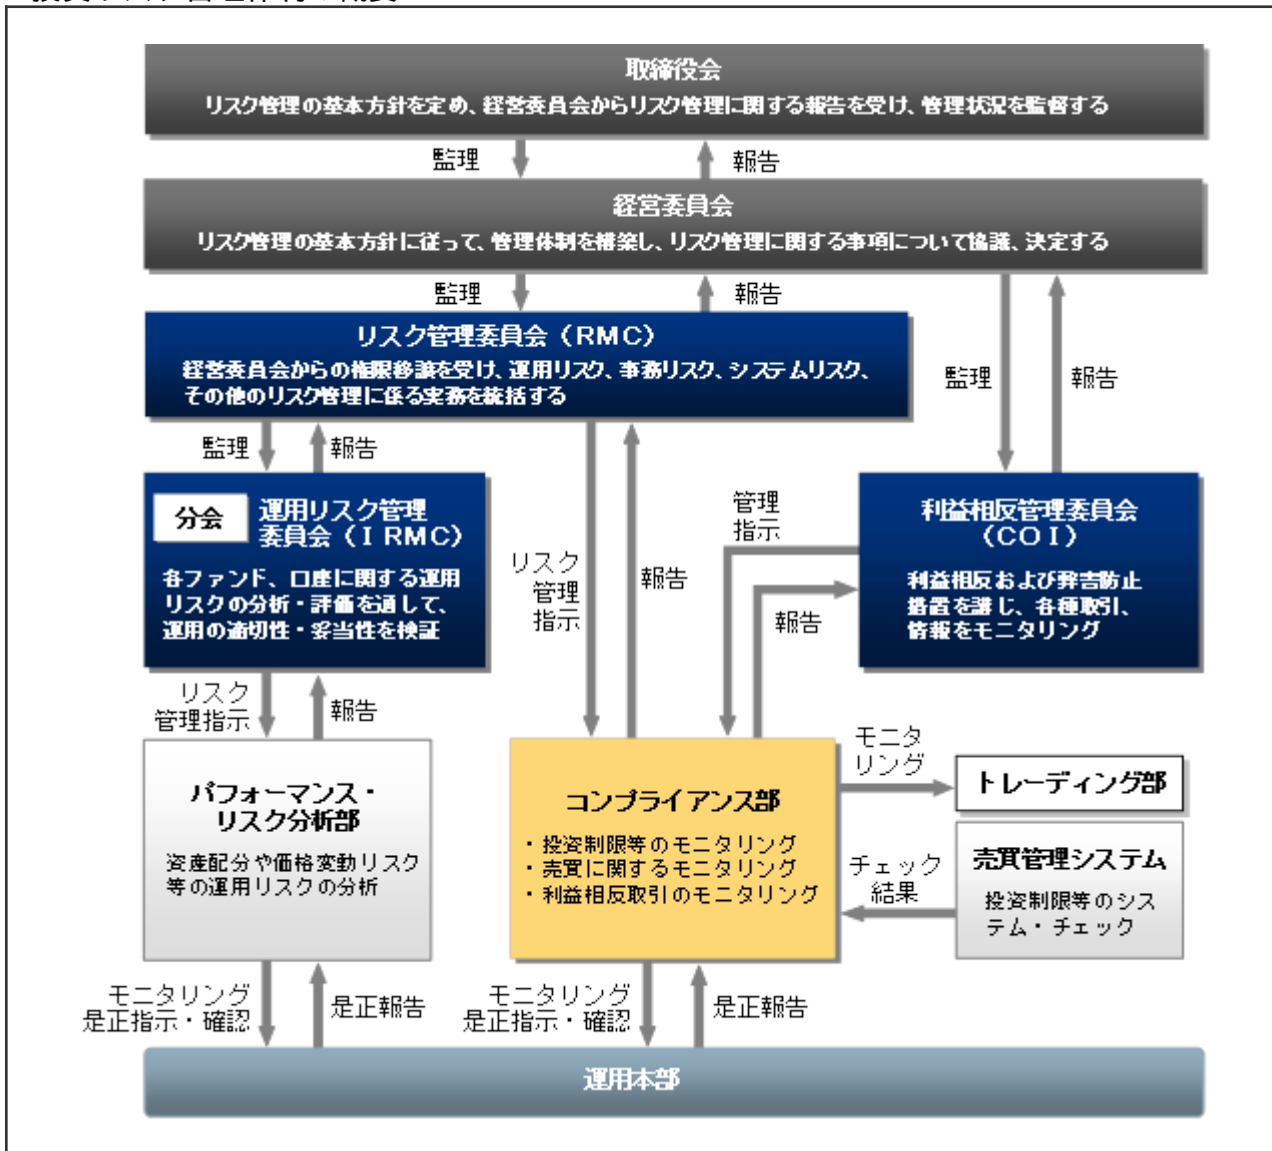 取締役会
リスク管理の基本方針を定め、経営委員会からリスク管理に関する報告を受け、管理状況を監督する
監理
報告
経営委員会
リスク管理の基本方針に従って、管理体制を構築し、リスク管理に関する事項について協議、決定する
監理
報告
リスク管理委員会（RMC）
経営委員会からの権限移譲を受け、運用リスク、事務リスク、システムリスク、
その他のリスク管理に係る実務を統括する
監理
報告
監理
報告
分会
運用リスク管理
委員会（IRMC）
各ファンド、口座に関する運用
リスクの分析・評価を通して、
運用の適切性・妥当性を検証
リスク
管理
指示
報告
管理
指示
報告
利益相反管理委員会
（COI）
利益相反および弊害防止
措置を講じ、各種取引、
情報をモニタリング
リスク
管理指示
報告
パフォーマンス・
リスク分析部
資産配分や価格変動リスク
等の運用リスクの分析
コンプライアンス部
・投資制限等のモニタリング
・売買に関するモニタリング
・利益相反取引のモニタリング
モニタ
リング
トレーディング部
チェック
結果
売買管理システム
投資制限等のシス
テム・チェック
モニタリング
是正指示・確認
是正報告
モニタリング
是正指示・確認
是正報告
運用本部